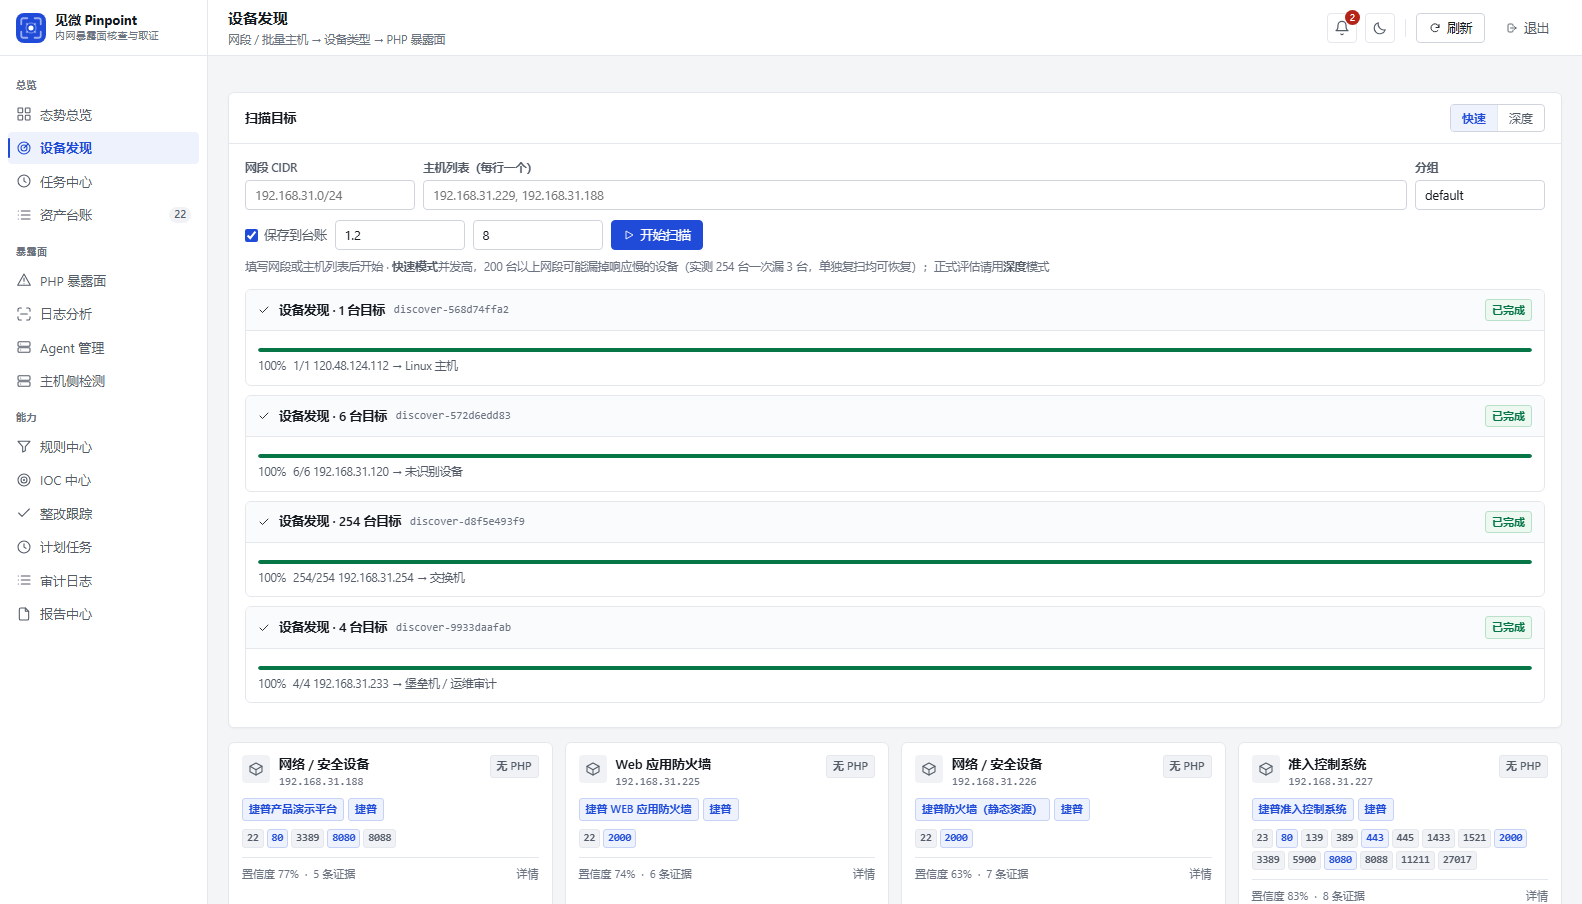 见微 Pinpoint
内网暴露面核查与取证
设备发现
网段 / 批量主机 → 设备类型 → PHP 暴露面
2
刷新
退出
总览
态势总览
设备发现
任务中心
资产台账
22
暴露面
PHP 暴露面
日志分析
Agent 管理
主机侧检测
能力
规则中心
IOC 中心
整改跟踪
计划任务
审计日志
报告中心
扫描目标
快速
深度
网段 CIDR
主机列表（每行一个）
分组
192.168.31.0/24
192.168.31.229, 192.168.31.188
default
保存到台账
1.2
8
开始扫描
填写网段或主机列表后开始 · 快速模式并发高，200 台以上网段可能漏掉响应慢的设备（实测 254 台一次漏 3 台，单独复扫均可恢复）；正式评估请用深度模式
设备发现 · 1 台目标 discover-568d74ffa2
已完成
100% 1/1 120.48.124.112 → Linux 主机
设备发现 · 6 台目标 discover-572d6edd83
已完成
100% 6/6 192.168.31.120 → 未识别设备
设备发现 · 254 台目标 discover-d8f5e493f9
已完成
100% 254/254 192.168.31.254 → 交换机
设备发现 · 4 台目标 discover-9933daafab
已完成
100% 4/4 192.168.31.233 → 堡垒机 / 运维审计
网络 / 安全设备
192.168.31.188
无 PHP
捷普产品演示平台 捷普
22 80 3389 8080 8088
置信度 77% · 5 条证据
详情
Web 应用防火墙
192.168.31.225
无 PHP
捷普 WEB 应用防火墙 捷普
22 2000
置信度 74% · 6 条证据
详情
网络 / 安全设备
192.168.31.226
无 PHP
捷普防火墙（静态资源） 捷普
22 2000
置信度 63% · 7 条证据
详情
准入控制系统
192.168.31.227
无 PHP
捷普准入控制系统 捷普
23 80 139 389 443 445 1433 1521 2000
3389 5900 8080 8088 11211 27017
置信度 83% · 8 条证据
详情